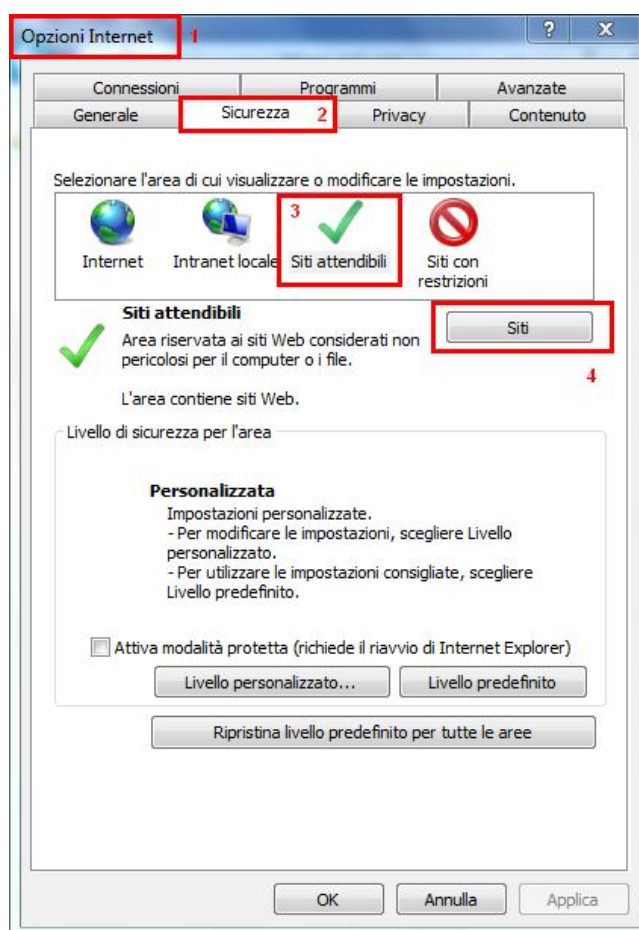 Opzioni Internet 1
? X
Connessioni Programmi Avanzate
Generale Sicurezza 2 Privacy Contenuto
Selezionare l'area di cui visualizzare o modificare le impostazioni.
3
Internet Intranet locale Siti attendibili Siti con
restrizioni
Siti attendibili
Siti
Area riservata ai siti Web considerati non
pericolosi per il computer o i file.
4
L'area contiene siti Web.
Livello di sicurezza per l'area
Personalizzata
Impostazioni personalizzate.
- Per modificare le impostazioni, scegliere Livello
personalizzato.
- Per utilizzare le impostazioni consigliate, scegliere
Livello predefinito.
Attiva modalità protetta (richiede il riavvio di Internet Explorer)
Livello personalizzato... Livello predefinito
Ripristina livello predefinito per tutte le aree
OK Annulla Applica